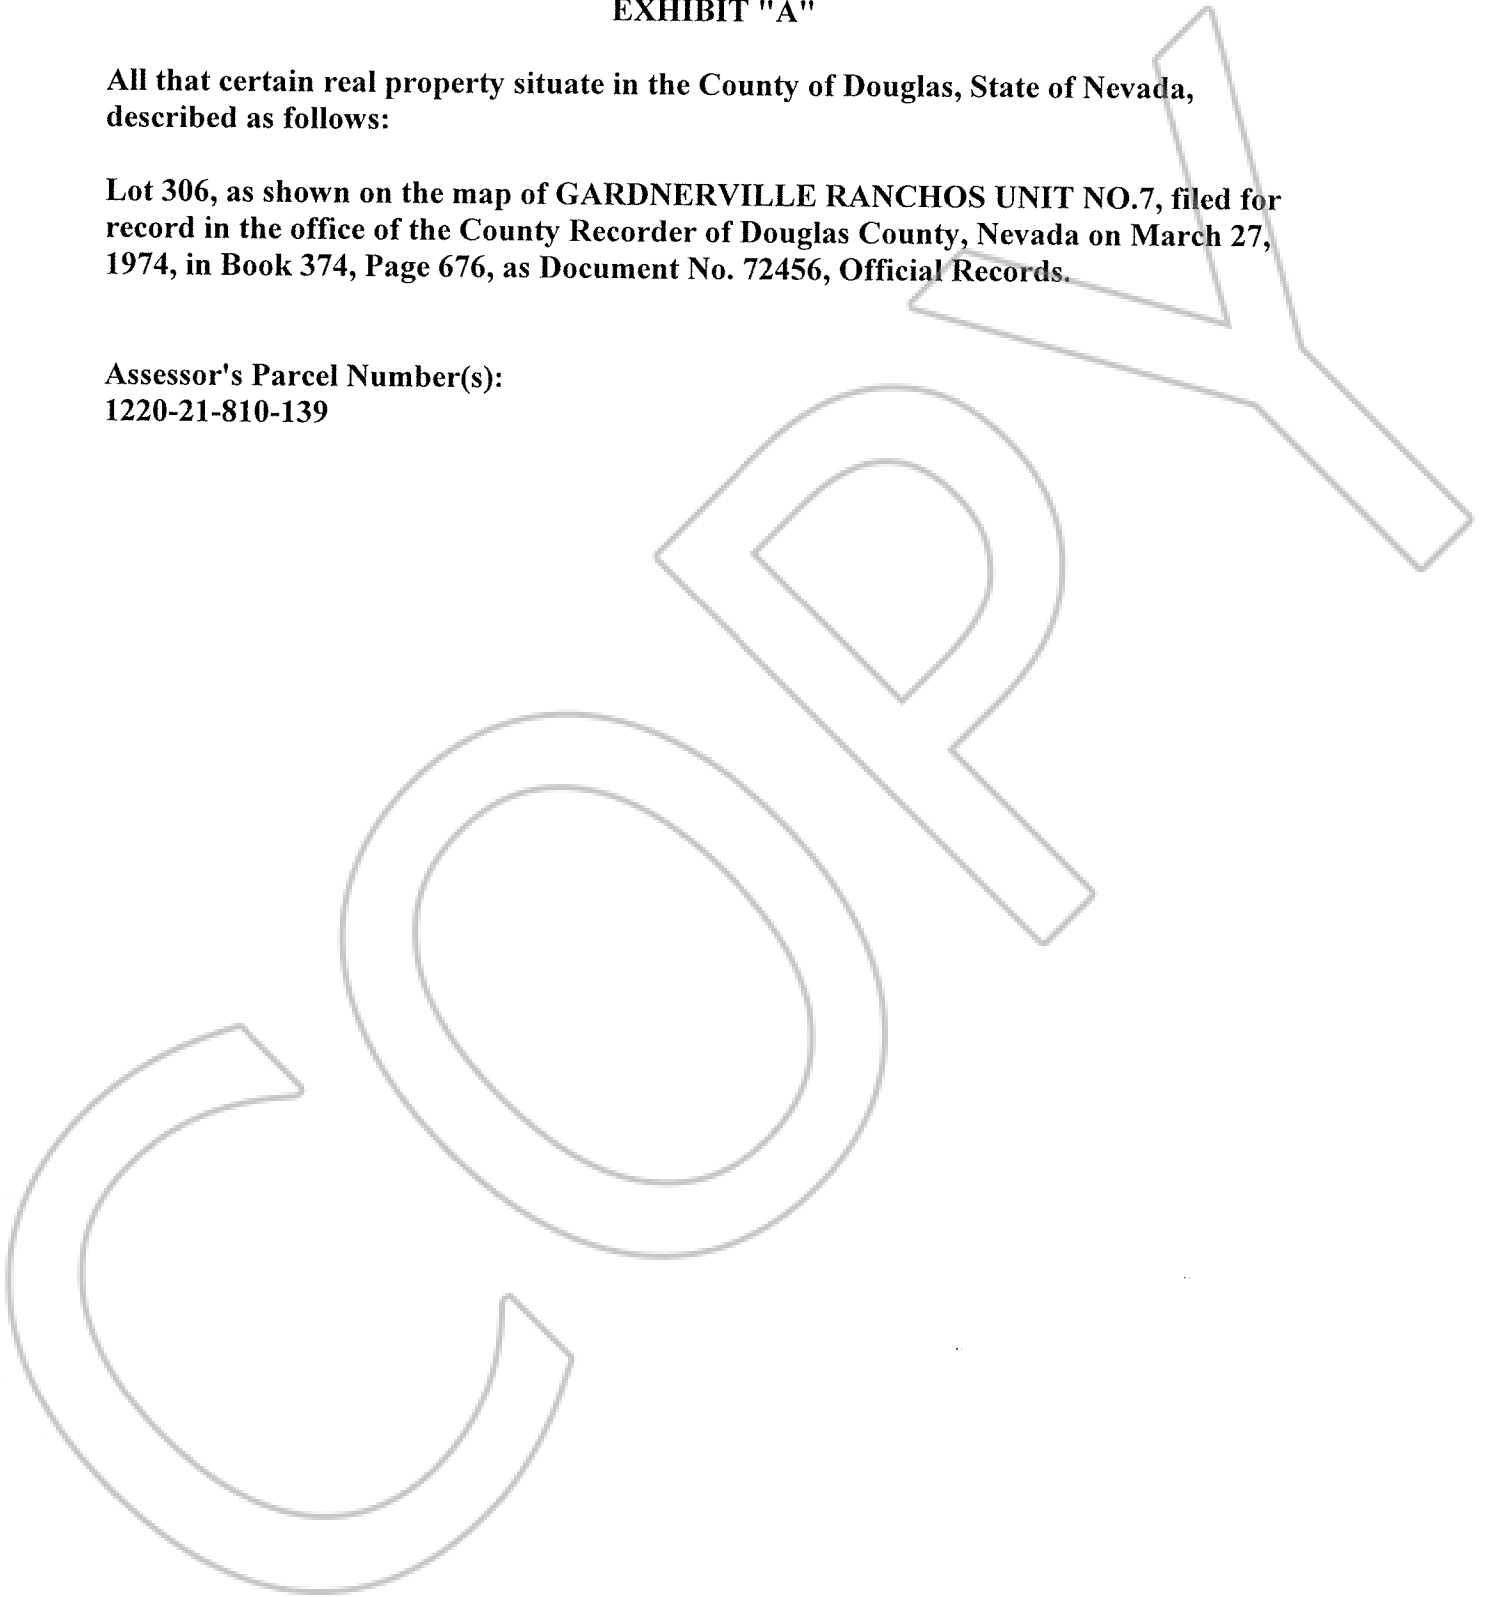 EXHIBIT "A"
All that certain real property situate in the County of Douglas, State of Nevada,
described as follows:
Lot 306, as shown on the map of GARDNERVILLE RANCHOS UNIT NO.7, filed for
record in the office of the County Recorder of Douglas County, Nevada on March 27,
1974, in Book 374, Page 676, as Document No. 72456, Official Records.
Assessor's Parcel Number(s):
1220-21-810-139
COPY